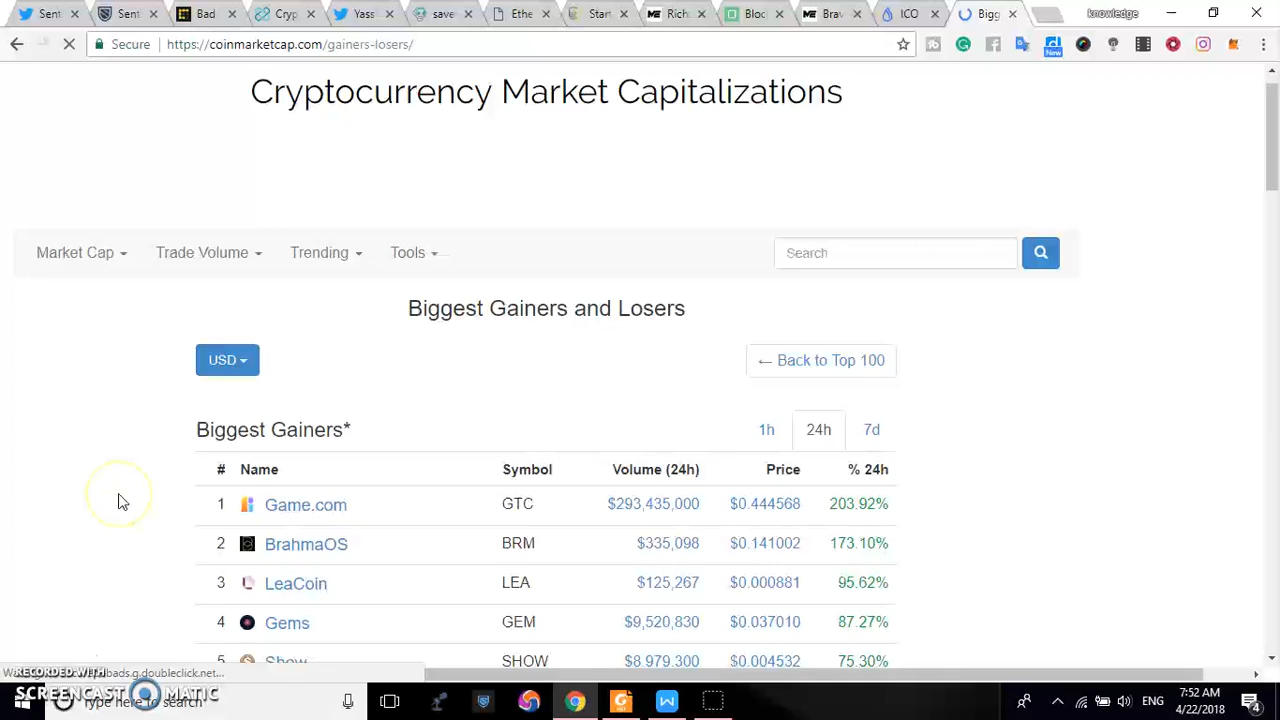 Sent Sent Bad Cryp Yass save Ethe Star Rich Bloc Brav ICO Bigg knowledge
Secure https://coinmarketcap.com/gainers-losers/ New
Cryptocurrency Market Capitalizations
Market Cap Trade Volume Trending Tools Search
Biggest Gainers and Losers
USD ← Back to Top 100
Biggest Gainers* 1h 24h 7d
# Name Symbol Volume (24h) Price % 24h
1 Game.com GTC $293,435,000 $0.444568 203.92%
2 BrahmaOS BRM $335,098 $0.141002 173.10%
3 LeaCoin LEA $125,267 $0.000881 95.62%
4 Gems GEM $9,520,830 $0.037010 87.27%
5 Show SHOW $8,979,300 $0.004532 75.30%
RECORDED WITH
SCREENCAST MATIC
Type here to search ENG 7:52 AM
4/22/2018 4